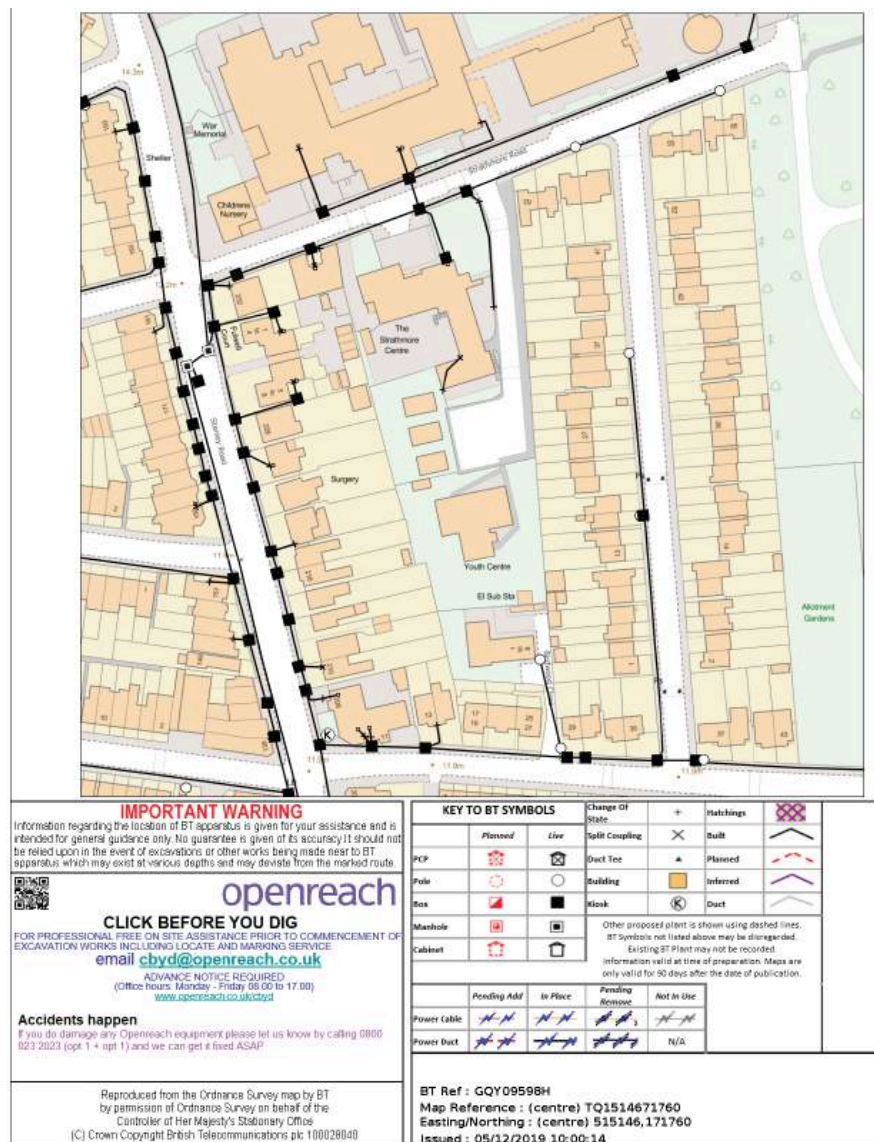 14.3m
War
Memorial
Shelter
Childrens
Nursery
Strathmore Road
The
Strathmore
Centre
Stanley Road
Surgery
Youth Centre
El Sub Sta
Allotment
Gardens
11.9m
IMPORTANT WARNING
Information regarding the location of BT apparatus is given for your assistance and is
intended for general guidance only. No guarantee is given of its accuracy.It should not
be relied upon in the event of excavations or other works being made near to BT
apparatus which may exist at various depths and may deviate from the marked route.
openreach
CLICK BEFORE YOU DIG
FOR PROFESSIONAL FREE ON SITE ASSISTANCE PRIOR TO COMMENCEMENT OF
EXCAVATION WORKS INCLUDING LOCATE AND MARKING SERVICE
email cbyd@openreach.co.uk
ADVANCE NOTICE REQUIRED
(Office hours: Monday - Friday 08.00 to 17.00)
www.openreach.co.uk/cbyd
Accidents happen
If you do damage any Openreach equipment please let us know by calling 0800
023 2023 (opt 1 + opt 1) and we can get it fixed ASAP
Reproduced from the Ordnance Survey map by BT
by permission of Ordnance Survey on behalf of the
Controller of Her Majesty's Stationary Office
(C) Crown Copyright British Telecommunications plc 100028040
KEY TO BT SYMBOLS
Planned Live
PCP
Pole
Box
Manhole
Cabinet
Change Of
State + Hatchings
Split Coupling Built
Duct Tee Planned
Building Inferred
Kiosk K Duct
Other proposed plant is shown using dashed lines.
BT Symbols not listed above may be disregarded.
Existing BT Plant may not be recorded.
Information valid at time of preparation. Maps are
only valid for 90 days after the date of publication.
Pending Add In Place Pending
Remove Not In Use
Power Cable
Power Duct N/A
BT Ref : GQY09598H
Map Reference : (centre) TQ1514671760
Easting/Northing : (centre) 515146,171760
Issued : 05/12/2019 10:00:14